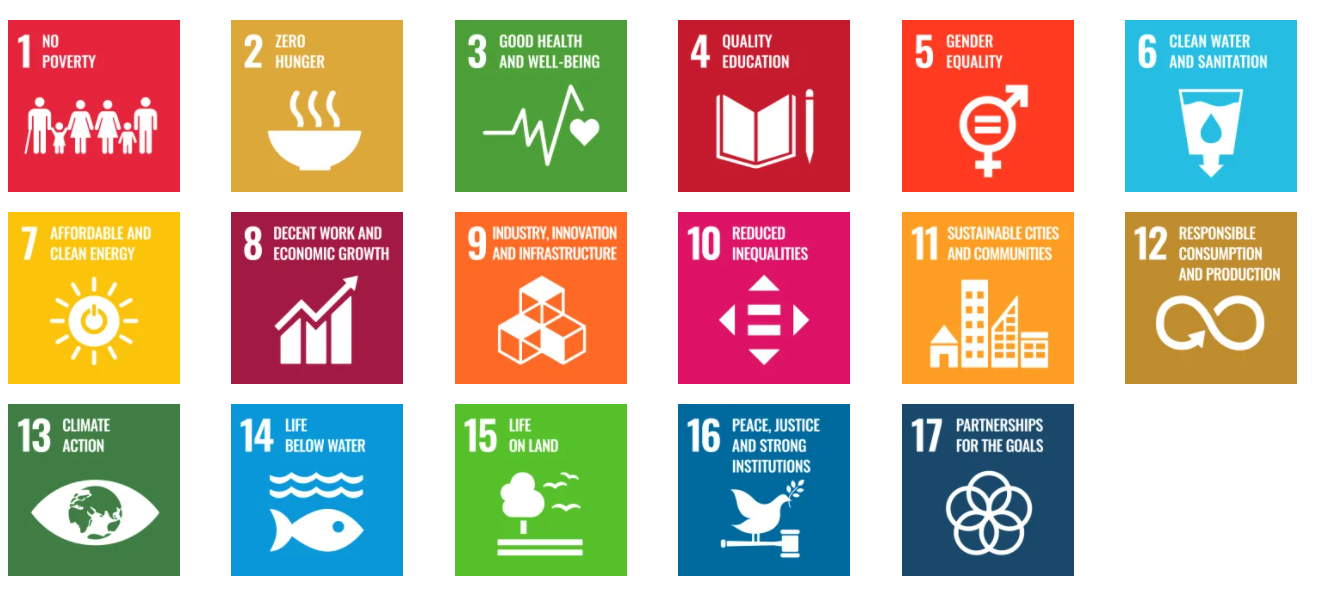 1 NO
POVERTY
2 ZERO
HUNGER
3 GOOD HEALTH
AND WELL-BEING
4 QUALITY
EDUCATION
5 GENDER
EQUALITY
6 CLEAN WATER
AND SANITATION
7 AFFORDABLE AND
CLEAN ENERGY
8 DECENT WORK AND
ECONOMIC GROWTH
9 INDUSTRY, INNOVATION
AND INFRASTRUCTURE
10 REDUCED
INEQUALITIES
11 SUSTAINABLE CITIES
AND COMMUNITIES
12 RESPONSIBLE
CONSUMPTION
AND PRODUCTION
13 CLIMATE
ACTION
14 LIFE
BELOW WATER
15 LIFE
ON LAND
16 PEACE, JUSTICE
AND STRONG
INSTITUTIONS
17 PARTNERSHIPS
FOR THE GOALS